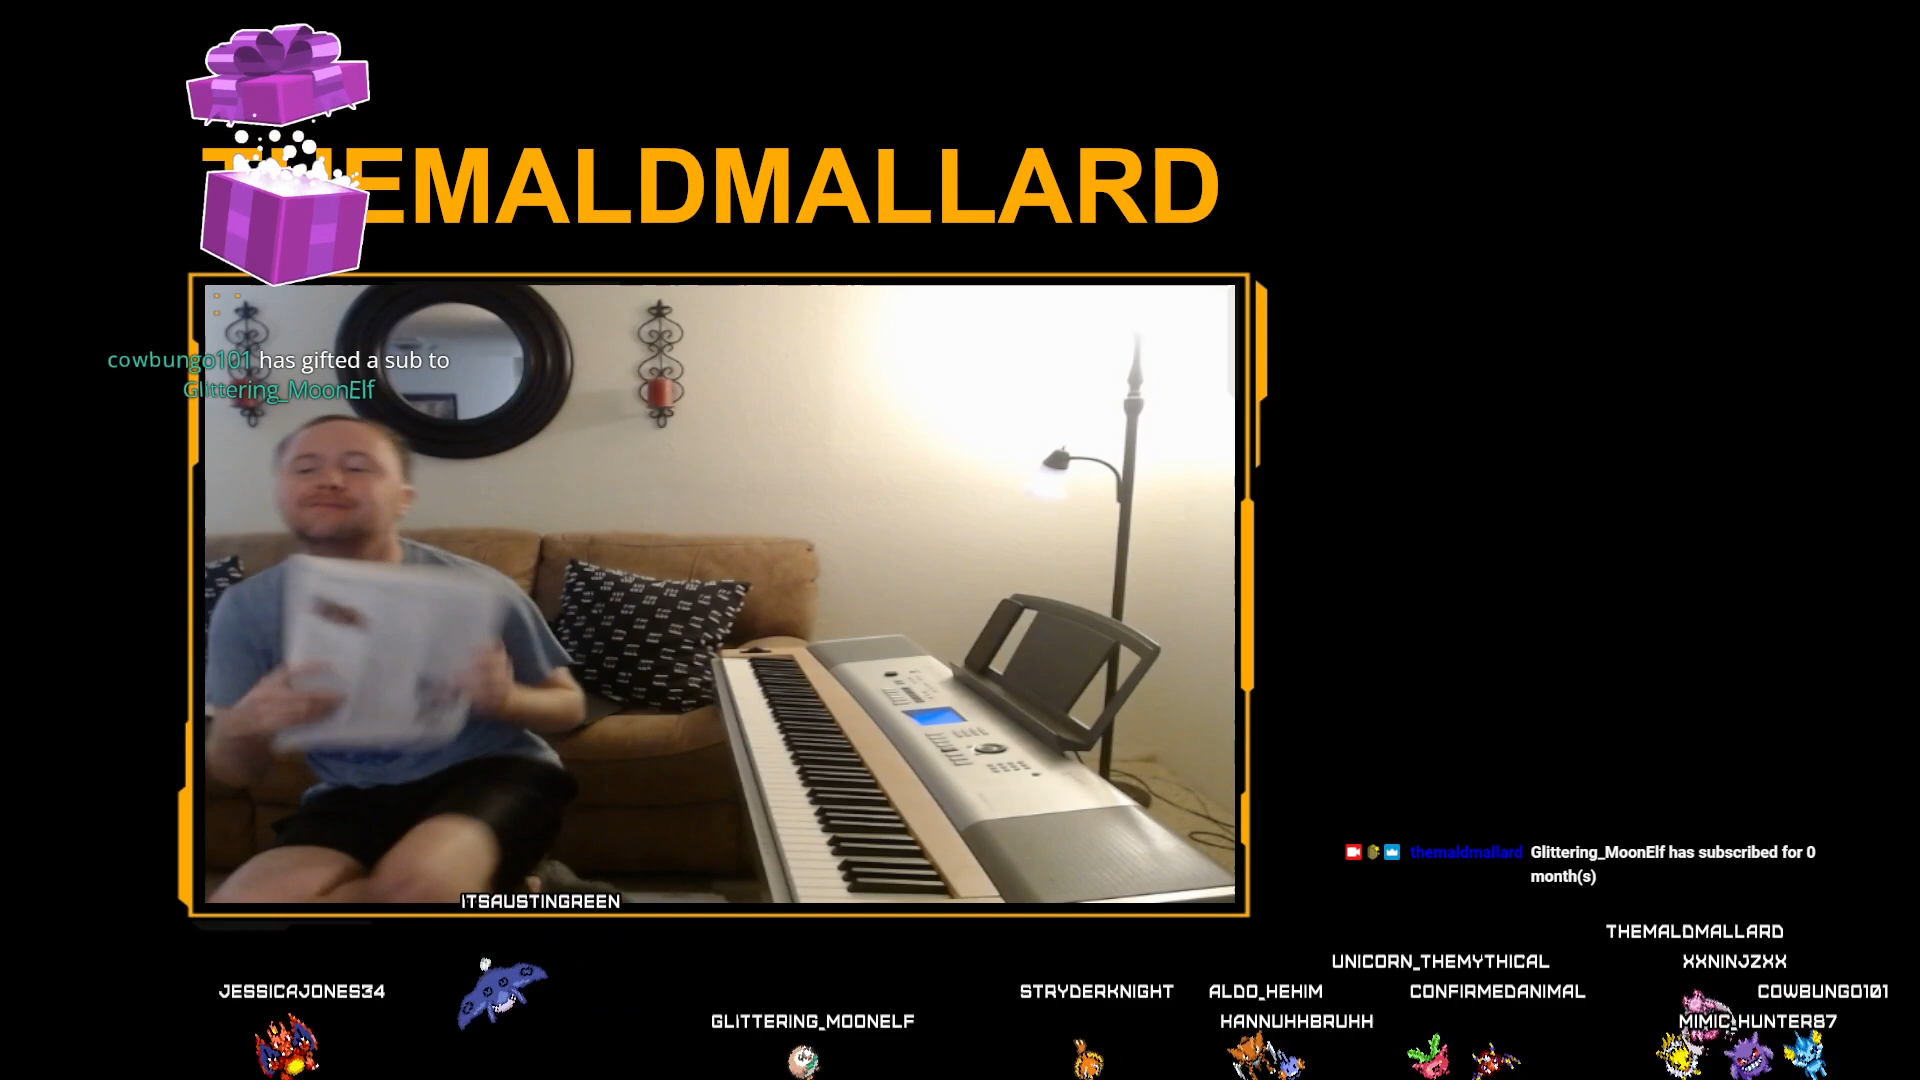 THEMALDMALLARD
cowbungo101 has gifted a sub to
Glittering_MoonElf
themaldmallard Glittering_MoonElf has subscribed for 0
month(s)
ITSAUSTINGREEN
THEMALDMALLARD
UNICORN_THEMYTHICAL
XXNINJZXX
JESSICAJONES34
STRYDERKNIGHT
ALDO_HEHIM
CONFIRMEDANIMAL
COWBUNGO101
GLITTERING_MOONELF
HANNUHHBRUHH
MIMIC_HUNTER87